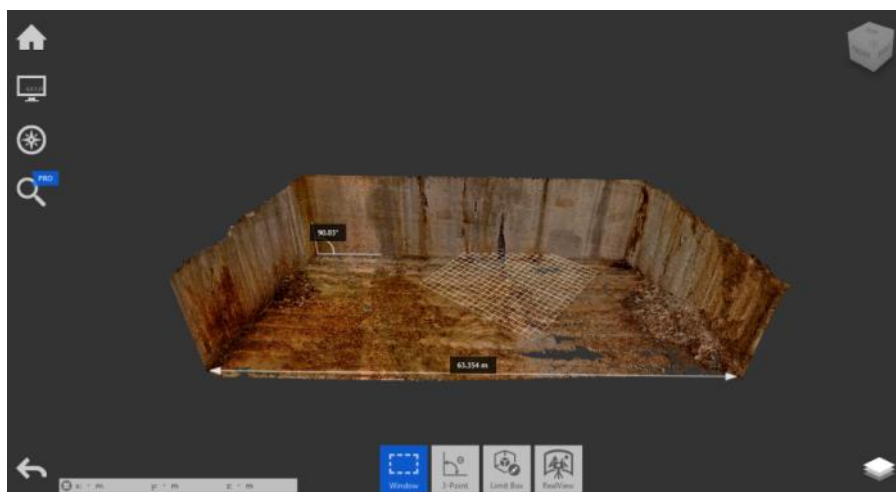 PRO
90.03°
63.354 m
Window
3-Point
Limit Box
RealView
x: - m y: - m z: - m